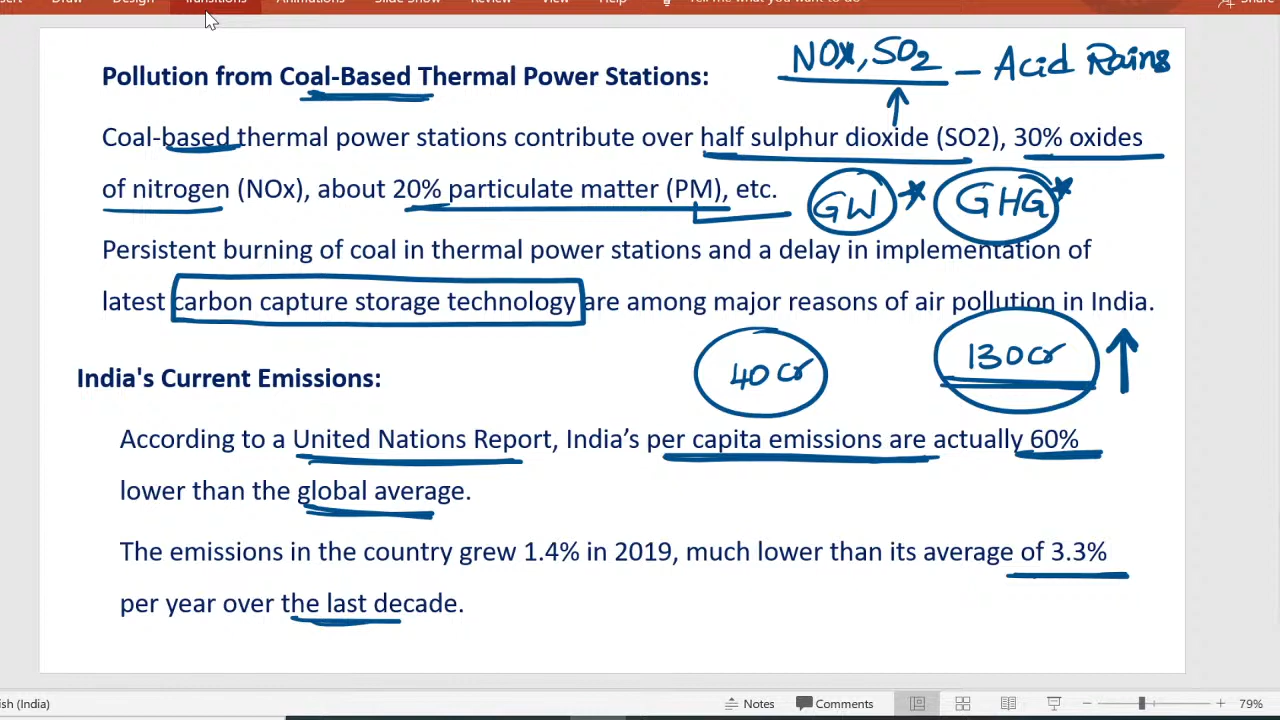 Transitions
NOx, SO2 – Acid Rains
Pollution from Coal-Based Thermal Power Stations:
Coal-based thermal power stations contribute over half sulphur dioxide (SO2), 30% oxides
of nitrogen (NOx), about 20% particulate matter (PM), etc.
GW GHG
Persistent burning of coal in thermal power stations and a delay in implementation of
latest carbon capture storage technology are among major reasons of air pollution in India.
40 Cr 130 Cr
India's Current Emissions:
According to a United Nations Report, India's per capita emissions are actually 60%
lower than the global average.
The emissions in the country grew 1.4% in 2019, much lower than its average of 3.3%
per year over the last decade.
ish (India) Notes Comments 79%